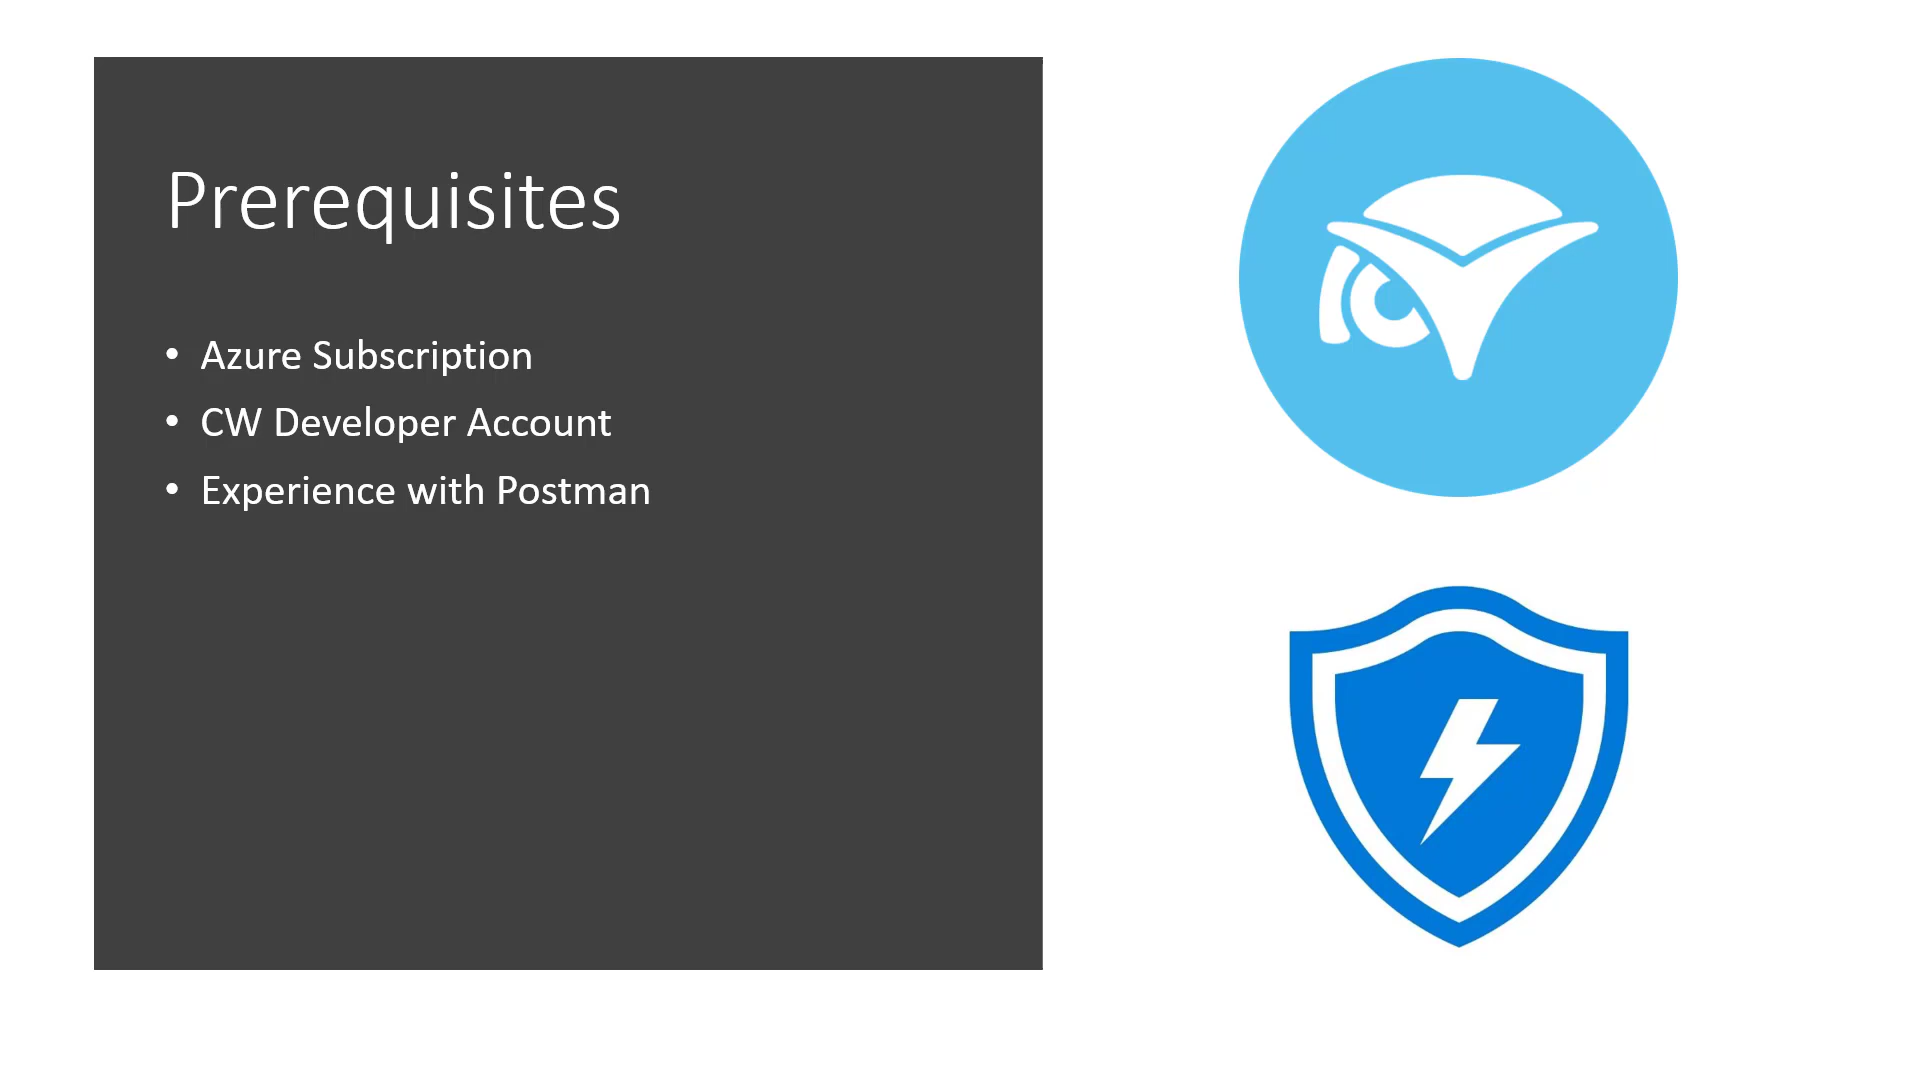 Prerequisites
• Azure Subscription
• CW Developer Account
• Experience with Postman